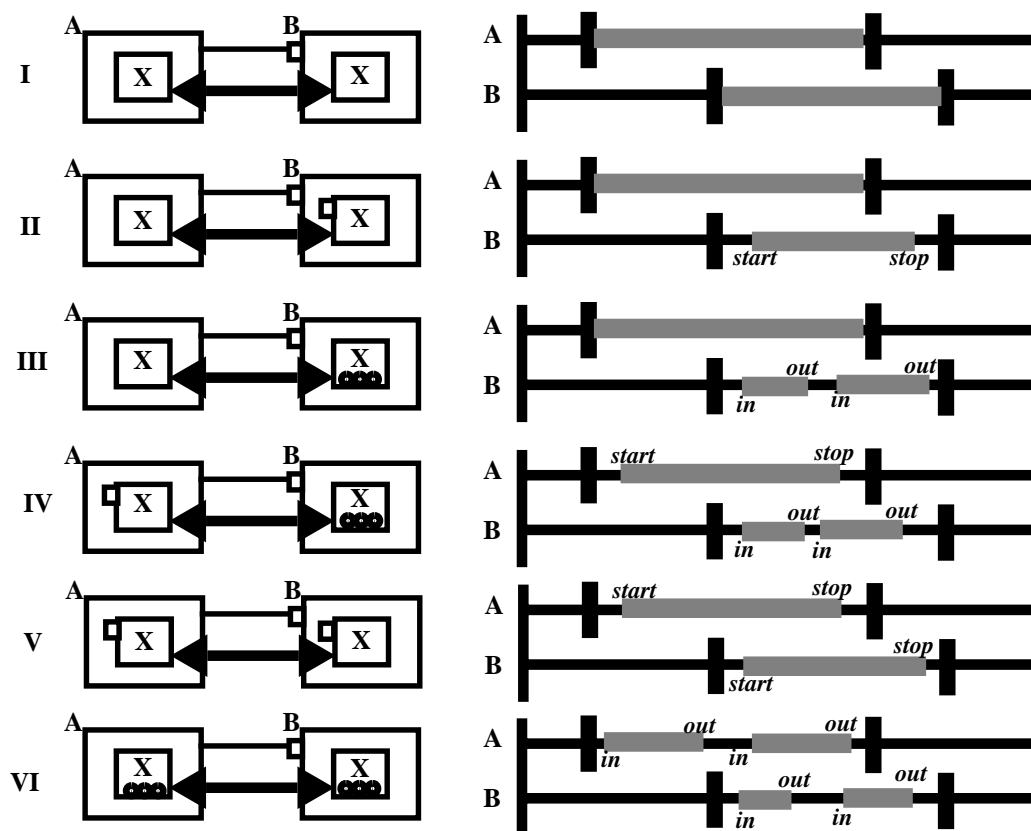 A B A
I X X
B
A B A
II X X
B start stop
A B A
III X X
B in out in out
A B A start stop
IV X X
B in out in out
A B A start stop
V X X
B start stop
A B A in out in out
VI X X
B in out in out